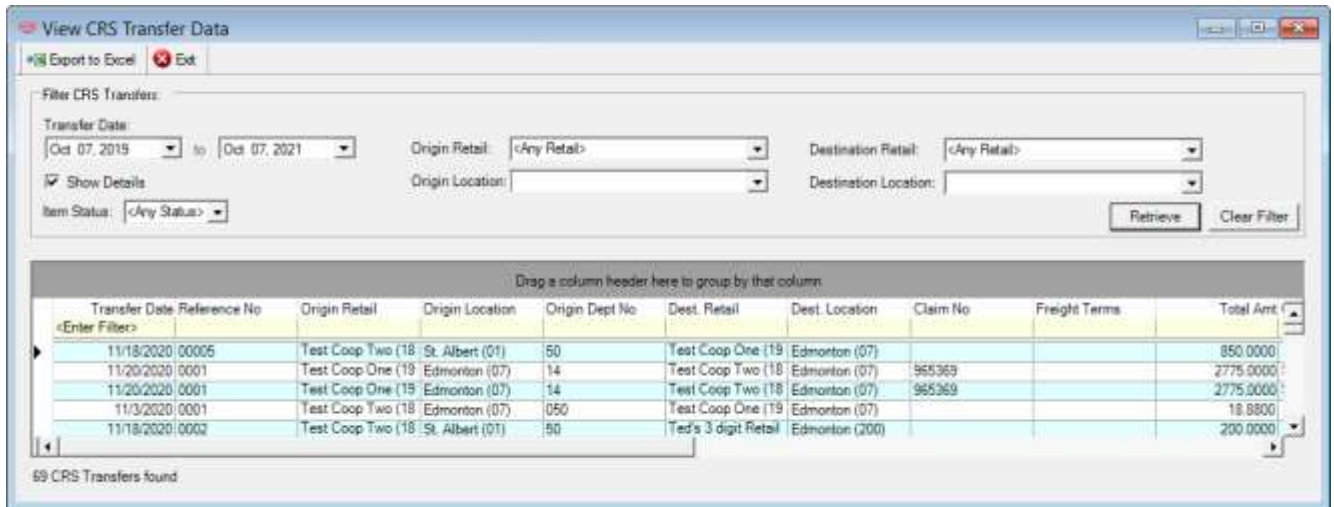 View CRS Transfer Data
Export to Excel Exit
Filter CRS Transfers:
Transfer Date:
Oct 07, 2019 to Oct 07, 2021 Origin Retail: <Any Retail> Destination Retail: <Any Retail>
Show Details Origin Location: Destination Location:
Item Status: <Any Status> Retrieve Clear Filter
Drag a column header here to group by that column
Transfer Date Reference No Origin Retail Origin Location Origin Dept No Dest. Retail Dest. Location Claim No Freight Terms Total Amt
<Enter Filter>
11/18/2020 00005 Test Coop Two (18 St. Albert (01) 50 Test Coop One (19 Edmonton (07) 850.0000
11/20/2020 0001 Test Coop One (19 Edmonton (07) 14 Test Coop Two (18 Edmonton (07) 965369 2775.0000
11/20/2020 0001 Test Coop One (19 Edmonton (07) 14 Test Coop Two (18 Edmonton (07) 965369 2775.0000
11/3/2020 0001 Test Coop Two (18 Edmonton (07) 050 Test Coop One (19 Edmonton (07) 18.8800
11/18/2020 0002 Test Coop Two (18 St. Albert (01) 50 Ted's 3 digit Retail Edmonton (200) 200.0000
69 CRS Transfers found